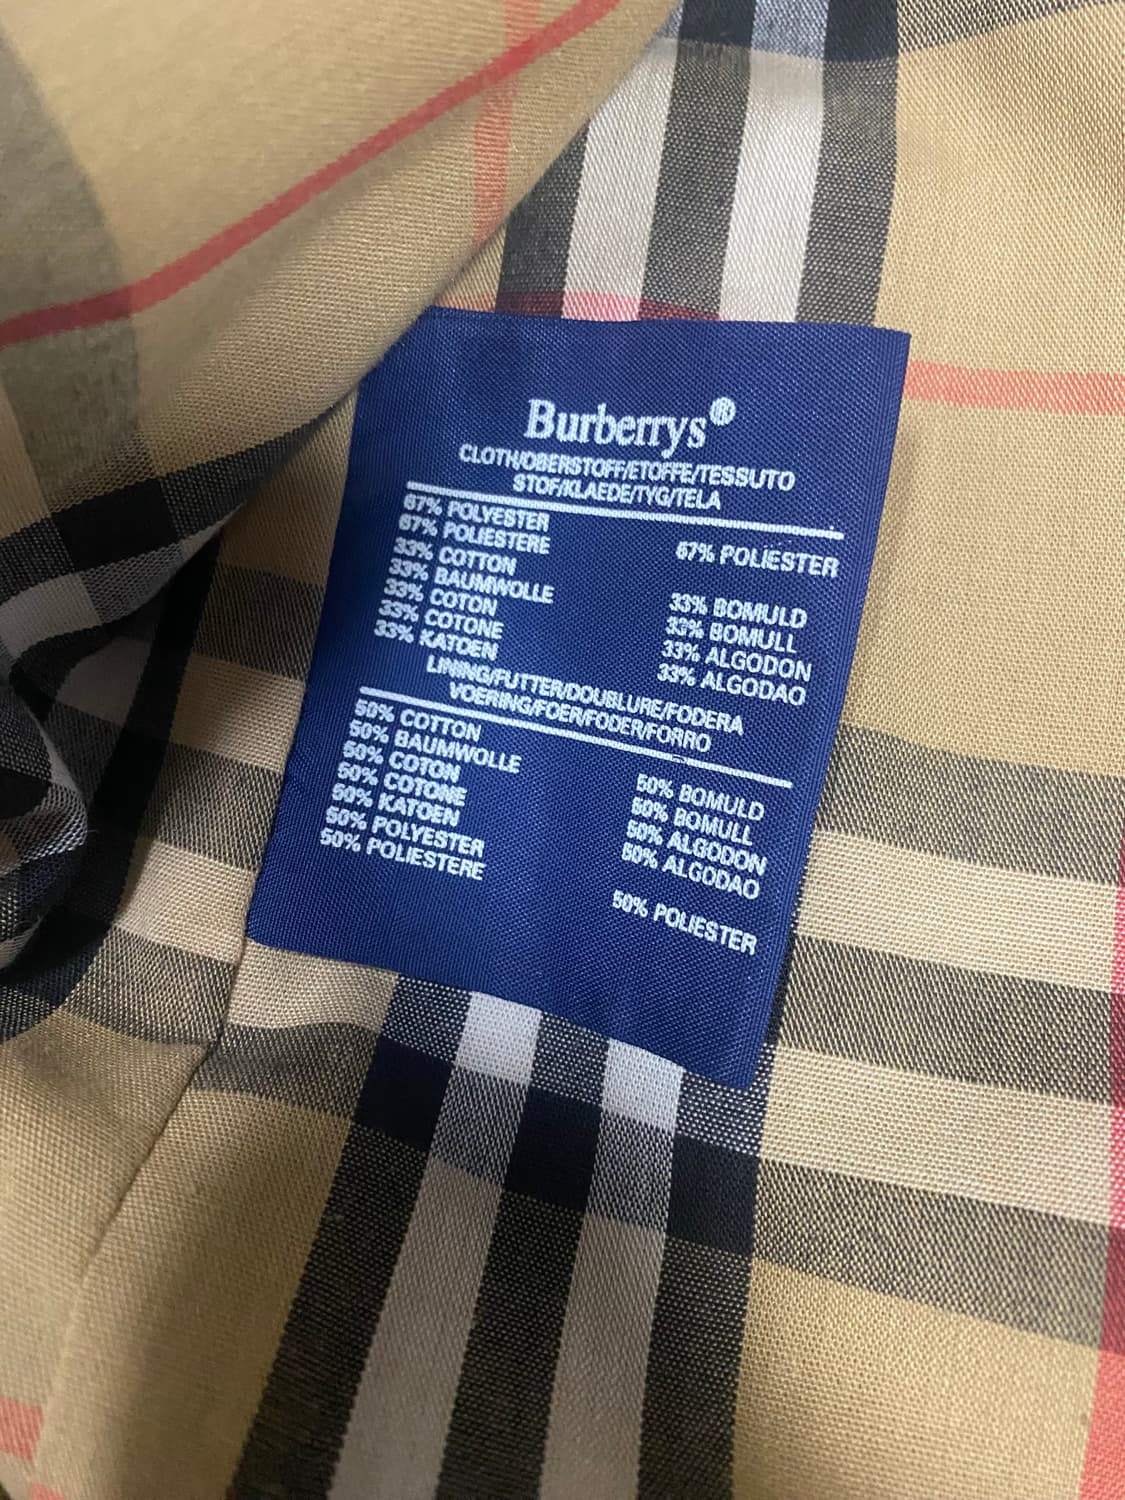 Burberrys®
CLOTH/OBERSTOFF/ETOFFE/TESSUTO
STOF/KLAEDE/TYG/TELA
67% POLYESTER
67% POLIESTERE
33% COTTON
33% BAUMWOLLE
33% COTON
33% COTONE
33% KATOEN
67% POLIESTER
33% BOMULD
33% BOMULL
33% ALGODON
33% ALGODAO
LINING/FUTTER/DOUBLURE/FODERA
VOERING/FOER/FODER/FORRO
50% COTTON
50% BAUMWOLLE
50% COTON
50% COTONE
50% KATOEN
50% POLYESTER
50% POLIESTERE
50% BOMULD
50% BOMULL
50% ALGODON
50% ALGODAO
50% POLIESTER